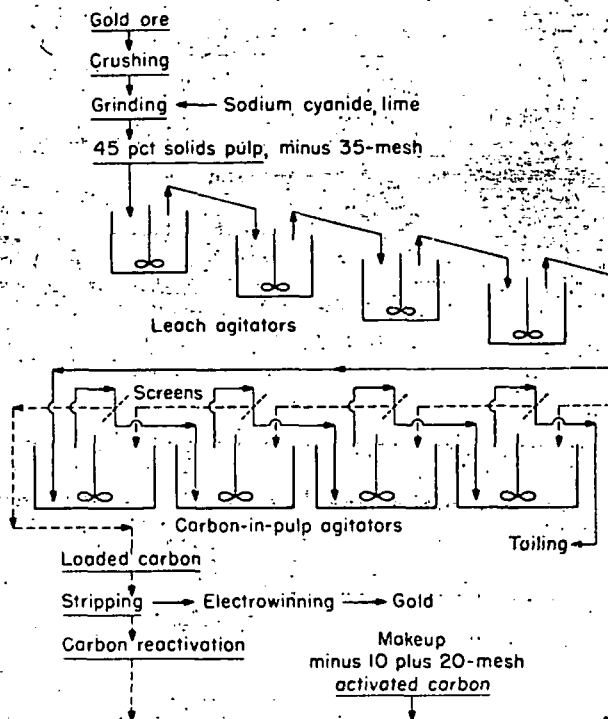 Gold ore
Crushing
Grinding
Sodium cyanide, lime
45 pct solids pulp, minus 35-mesh
Leach agitators
Screens
Carbon-in-pulp agitators
Tailing
Loaded carbon
Stripping
Electrowinning
Gold
Carbon reactivation
Makeup
minus 10 plus 20-mesh
activated carbon